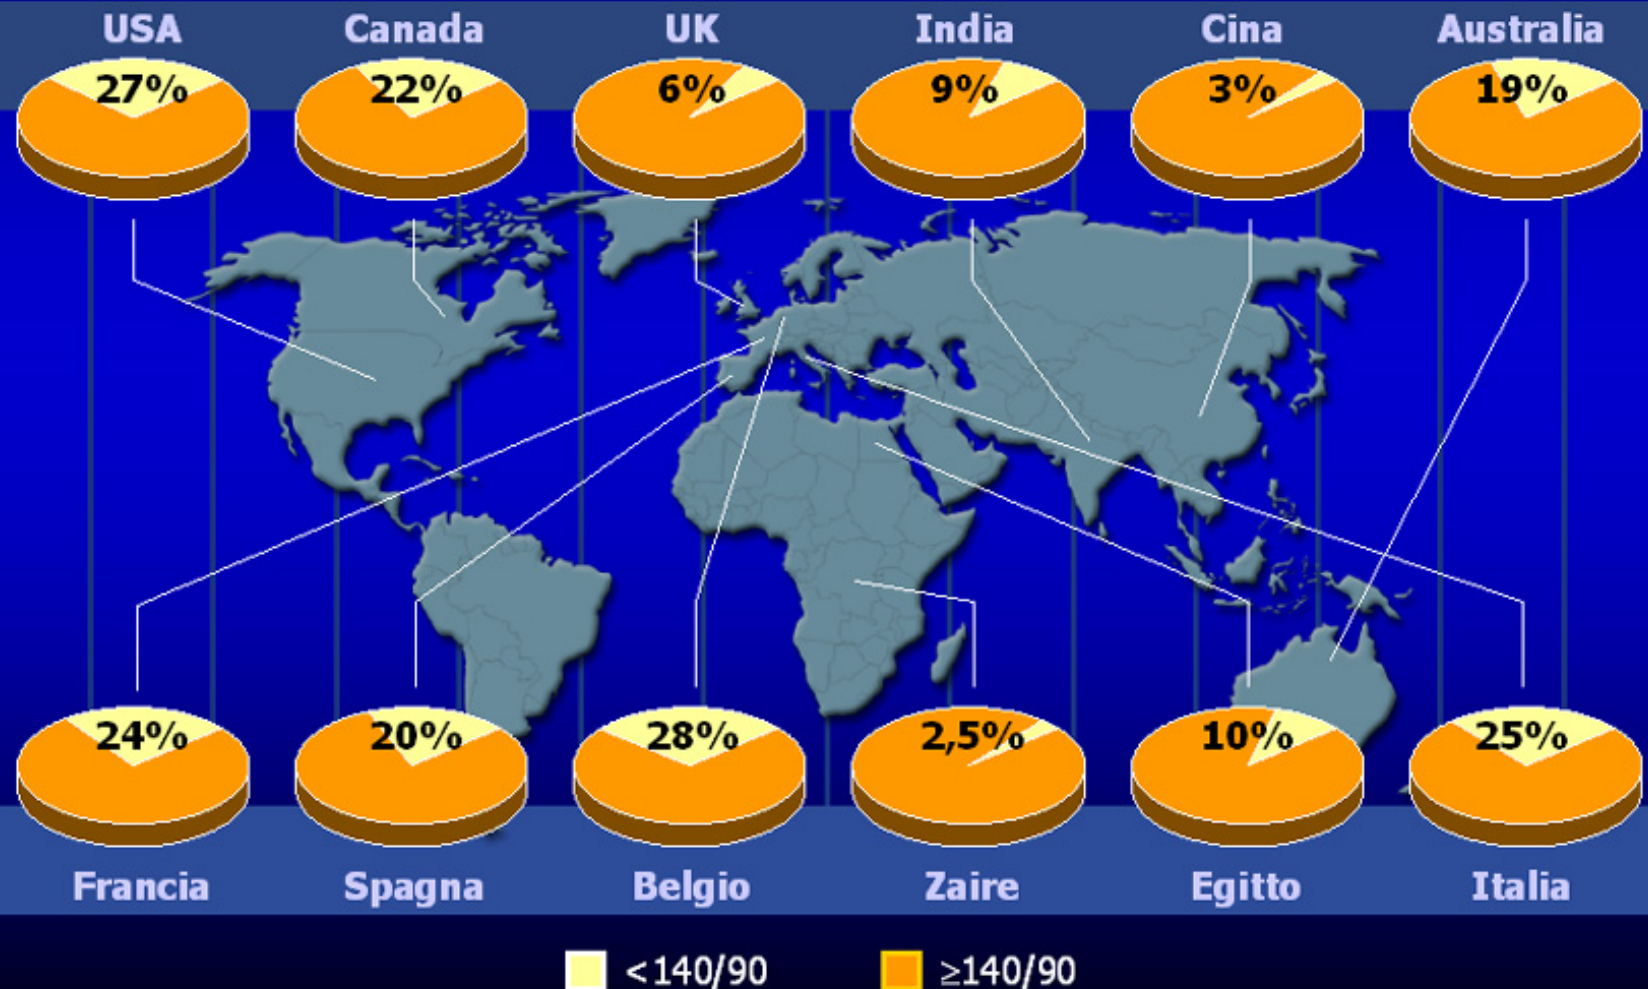 USA Canada UK India Cina Australia
27% 22% 6% 9% 3% 19%
24% 20% 28% 2,5% 10% 25%
Francia Spagna Belgio Zaire Egitto Italia
<140/90 ≥140/90